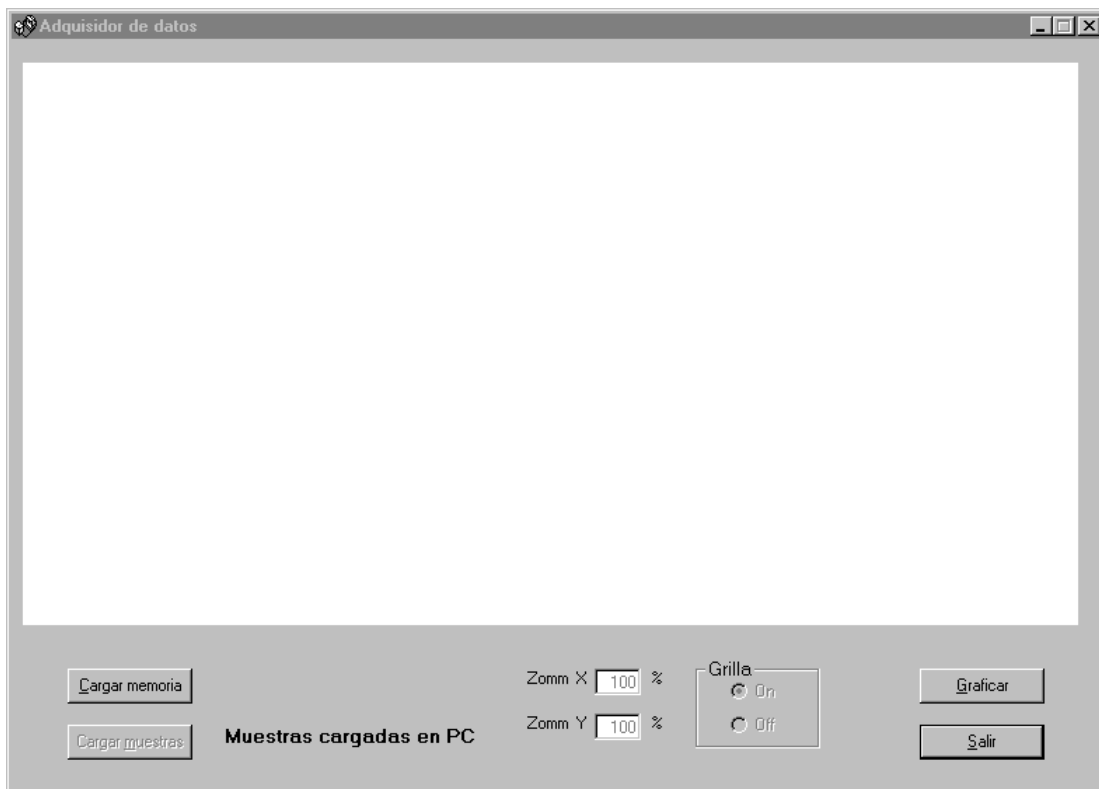 Adquisidor de datos
Cargar memoria
Cargar muestras
Muestras cargadas en PC
Zomm X 100 %
Zomm Y 100 %
Grilla
On
Off
Graficar
Salir